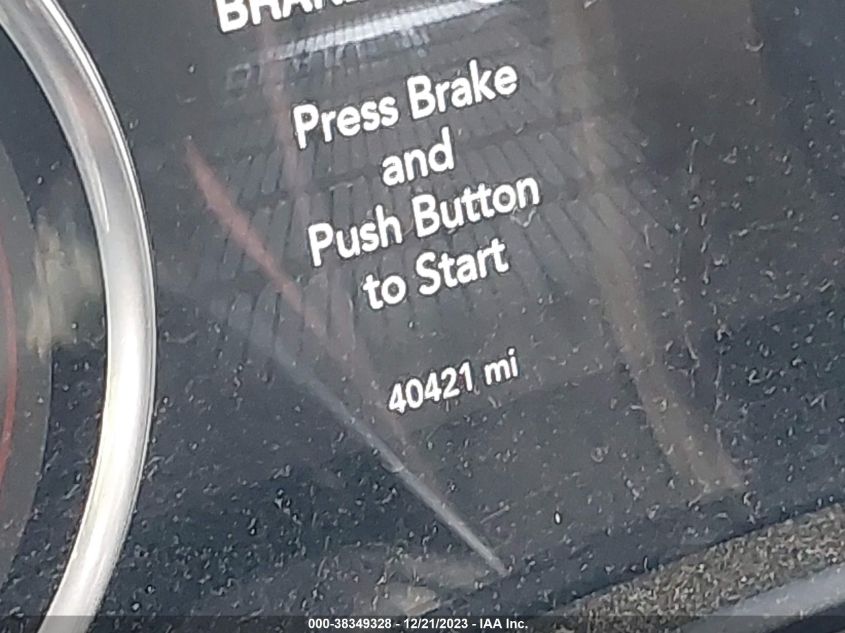 Press Brake
and
Push Button
to Start
40421 mi
000-38349328 - 12/21/2023 - IAA Inc.